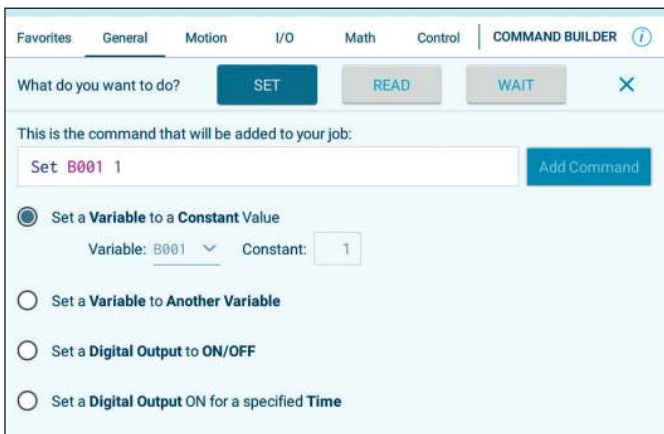 Favorites General Motion I/O Math Control COMMAND BUILDER i
What do you want to do? SET READ WAIT ×
This is the command that will be added to your job:
Set B001 1 Add Command
Set a Variable to a Constant Value
Variable: B001 Constant: 1
Set a Variable to Another Variable
Set a Digital Output to ON/OFF
Set a Digital Output ON for a specified Time